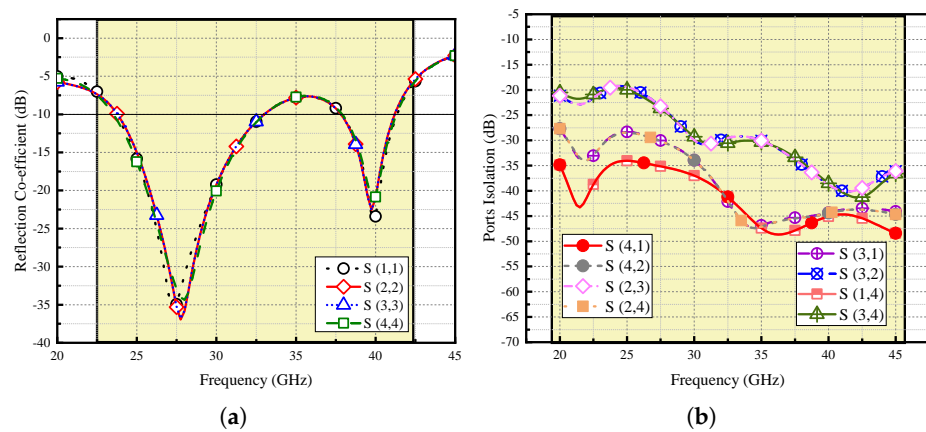 0
-5
-10
-15
-20
-25
-30
-35
-40
Reflection Co-efficient (dB)
S (1,1)
S (2,2)
S (3,3)
S (4,4)
20 25 30 35 40 45
Frequency (GHz)
(a)
-5
-10
-15
-20
-25
-30
-35
-40
-45
-50
-55
-60
-65
-70
Ports Isolation (dB)
S (4,1)
S (4,2)
S (2,3)
S (2,4)
S (3,1)
S (3,2)
S (1,4)
S (3,4)
20 25 30 35 40 45
Frequency (GHz)
(b)